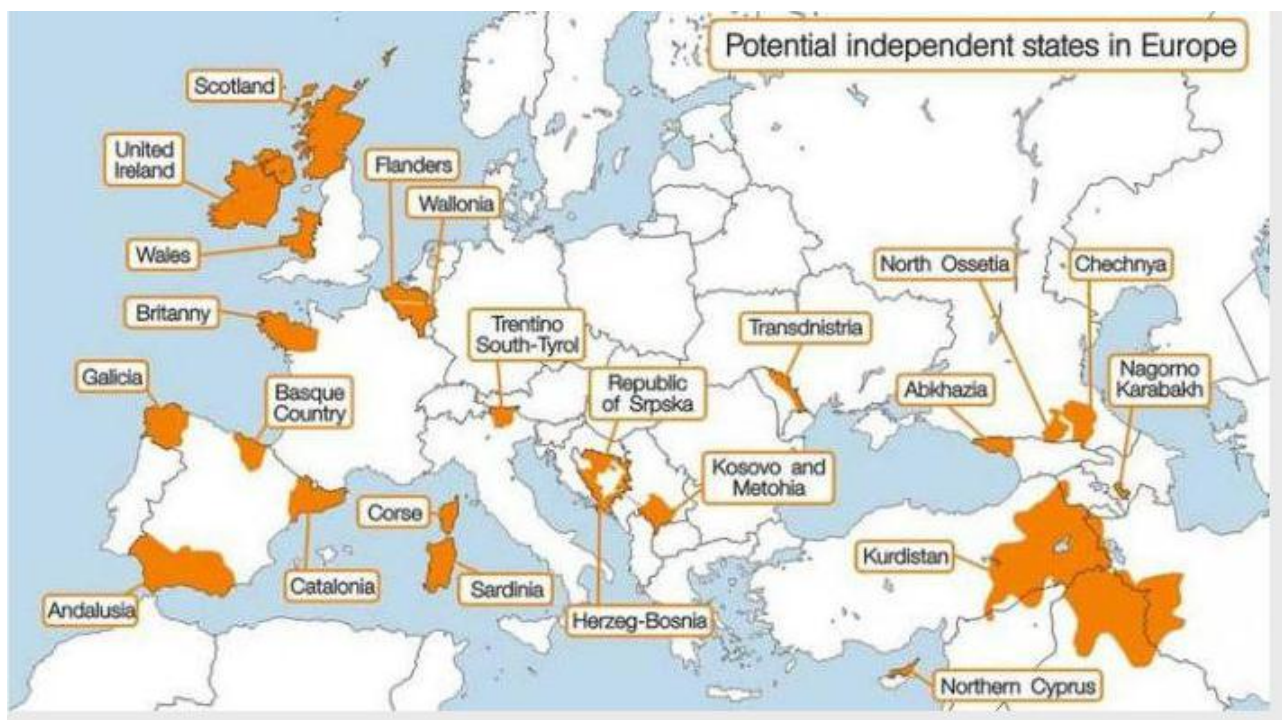 Potential independent states in Europe
Scotland
United
Ireland
Flanders
Wallonia
Wales
North Ossetia
Chechnya
Britanny
Trentino
South-Tyrol
Transdnistria
Galicia
Basque
Country
Republic
of Srpska
Abkhazia
Nagorno
Karabakh
Kosovo and
Metohia
Corse
Kurdistan
Catalonia
Sardinia
Andalusia
Herzeg-Bosnia
Northern Cyprus